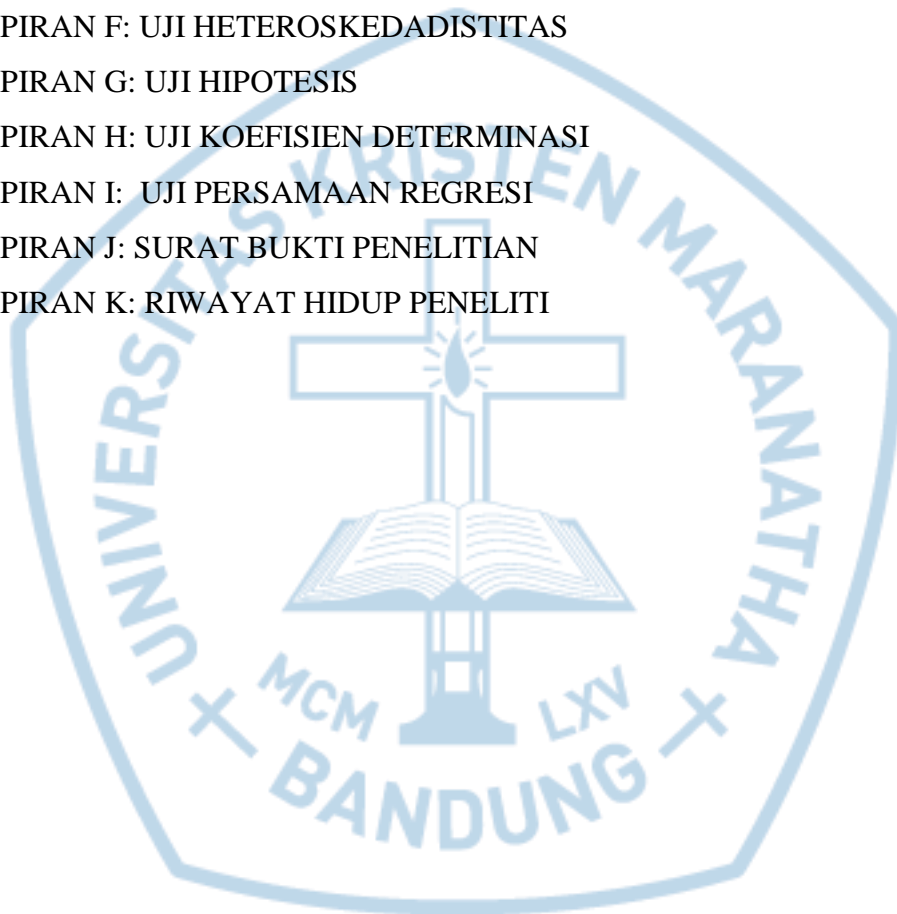 PIRAN F: UJI HETEROSKEDADISTITAS
PIRAN G: UJI HIPOTESIS
PIRAN H: UJI KOEFISIEN DETERMINASI
PIRAN I:  UJI PERSAMAAN REGRESI
PIRAN J: SURAT BUKTI PENELITIAN
PIRAN K: RIWAYAT HIDUP PENELITI
UNIVERSITAS KRISTEN MARANATHA
MCM LXV
BANDUNG